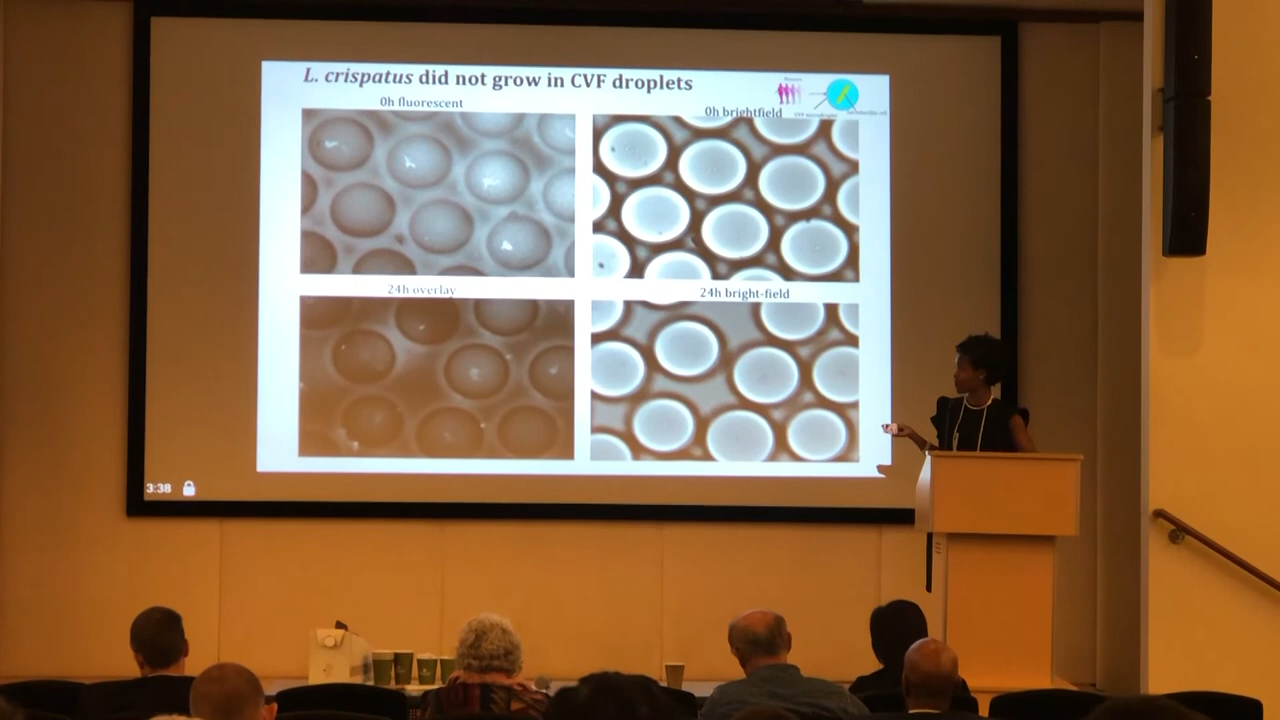 L. crispatus did not grow in CVF droplets
0h fluorescent
0h brightfield
24h overlay
24h bright-field
3:38